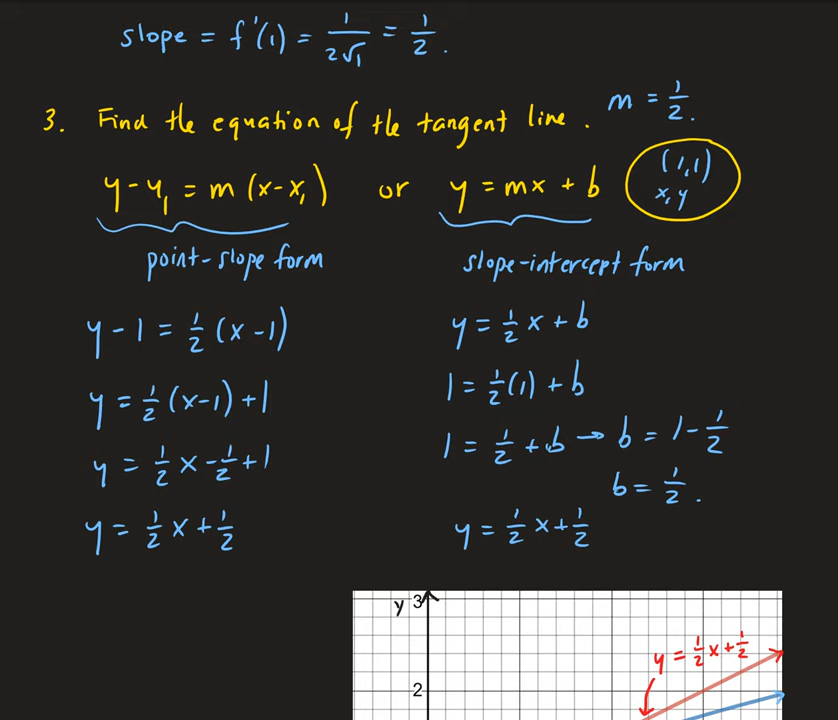 slope = f'(1) = 1/(2√1) = 1/2.
3. Find the equation of the tangent line. m = 1/2.
y - y₁ = m (x - x₁) or y = mx + b (1,1)
x, y
point-slope form slope-intercept form
y - 1 = 1/2 (x - 1) y = 1/2 x + b
y = 1/2 (x-1) + 1 1 = 1/2 (1) + b
y = 1/2 x - 1/2 + 1 1 = 1/2 + b → b = 1 - 1/2
b = 1/2.
y = 1/2 x + 1/2 y = 1/2 x + 1/2
y 3
y = 1/2 x + 1/2
2